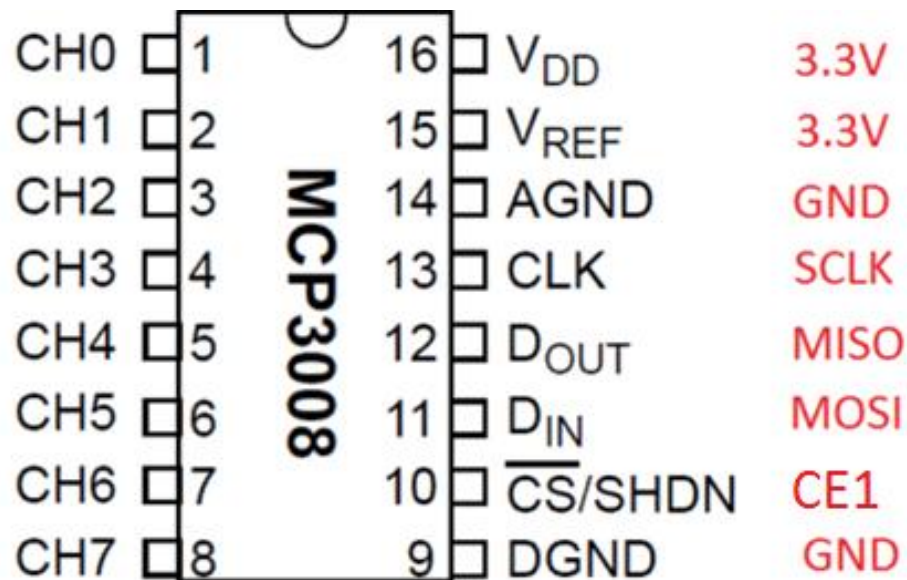 CH0 1 16 VDD 3.3V
CH1 2 15 VREF 3.3V
CH2 3 14 AGND GND
CH3 4 13 CLK SCLK
CH4 5 12 DOUT MISO
CH5 6 11 DIN MOSI
CH6 7 10 CS/SHDN CE1
CH7 8 9 DGND GND
MCP3008